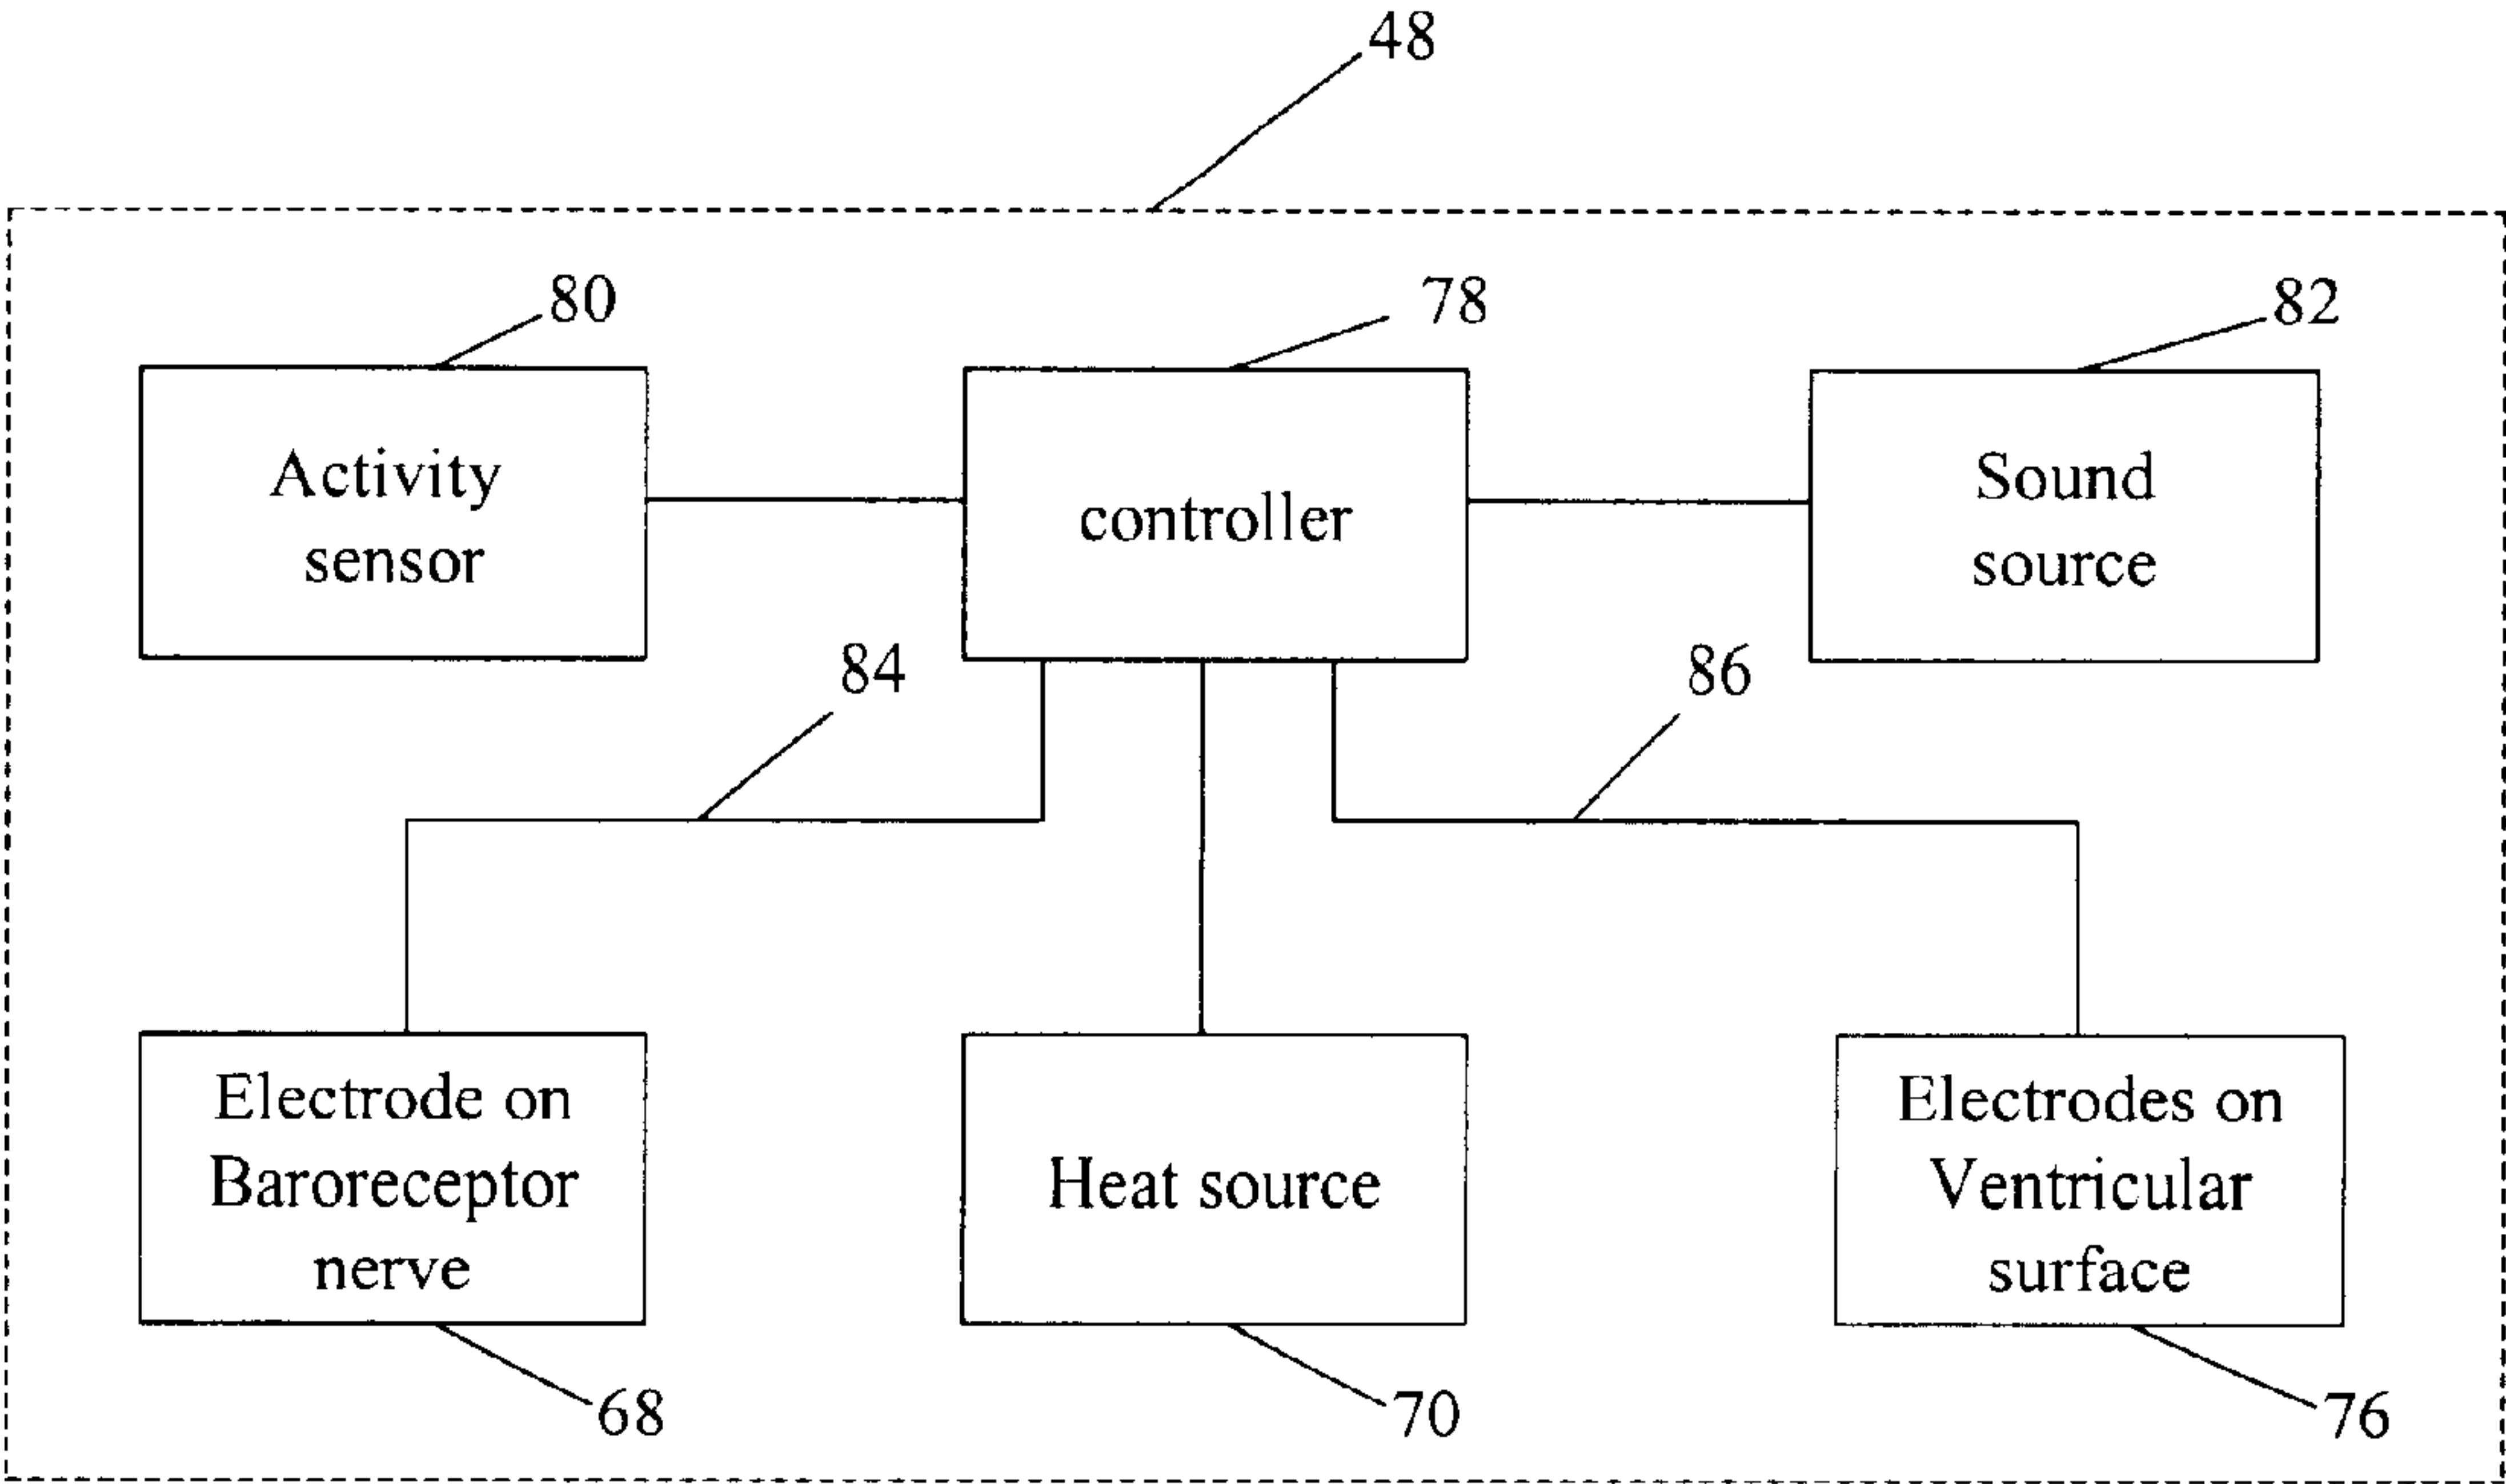 48
80
78
82
Activity
sensor
controller
Sound
source
84
86
Electrode on
Baroreceptor
nerve
Heat source
Electrodes on
Ventricular
surface
68
70
76